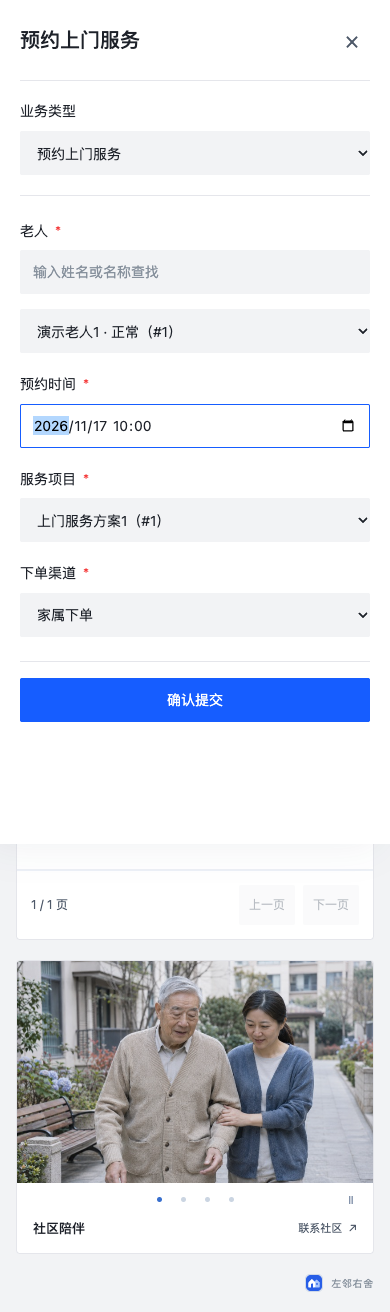 预约上门服务
业务类型
预约上门服务
老人 *
输入姓名或名称查找
演示老人1 · 正常（#1）
预约时间 *
2026/11/17 10:00
服务项目 *
上门服务方案1（#1）
下单渠道 *
家属下单
确认提交
1 / 1 页
上一页
下一页
社区陪伴
联系社区 ↗
左邻右舍